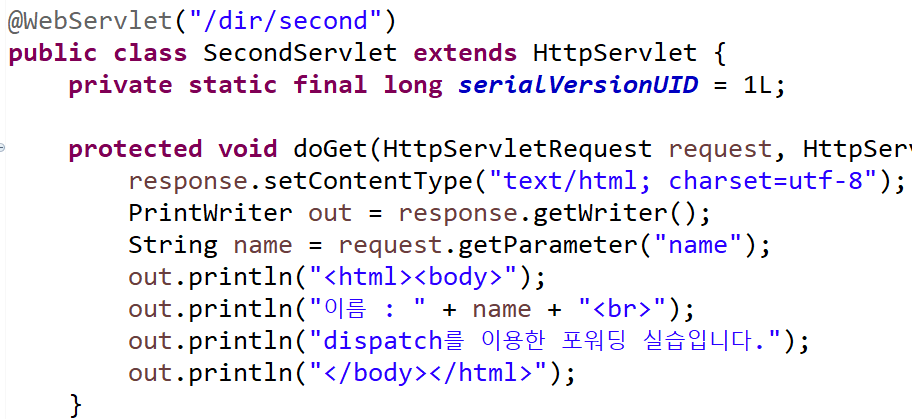 @WebServlet("/dir/second")
public class SecondServlet extends HttpServlet {
private static final long serialVersionUID = 1L;
protected void doGet(HttpServletRequest request, HttpServ
response.setContentType("text/html; charset=utf-8");
PrintWriter out = response.getWriter();
String name = request.getParameter("name");
out.println("<html><body>");
out.println("이름 : " + name + "<br>");
out.println("dispatch를 이용한 포워딩 실습입니다.");
out.println("</body></html>");
}